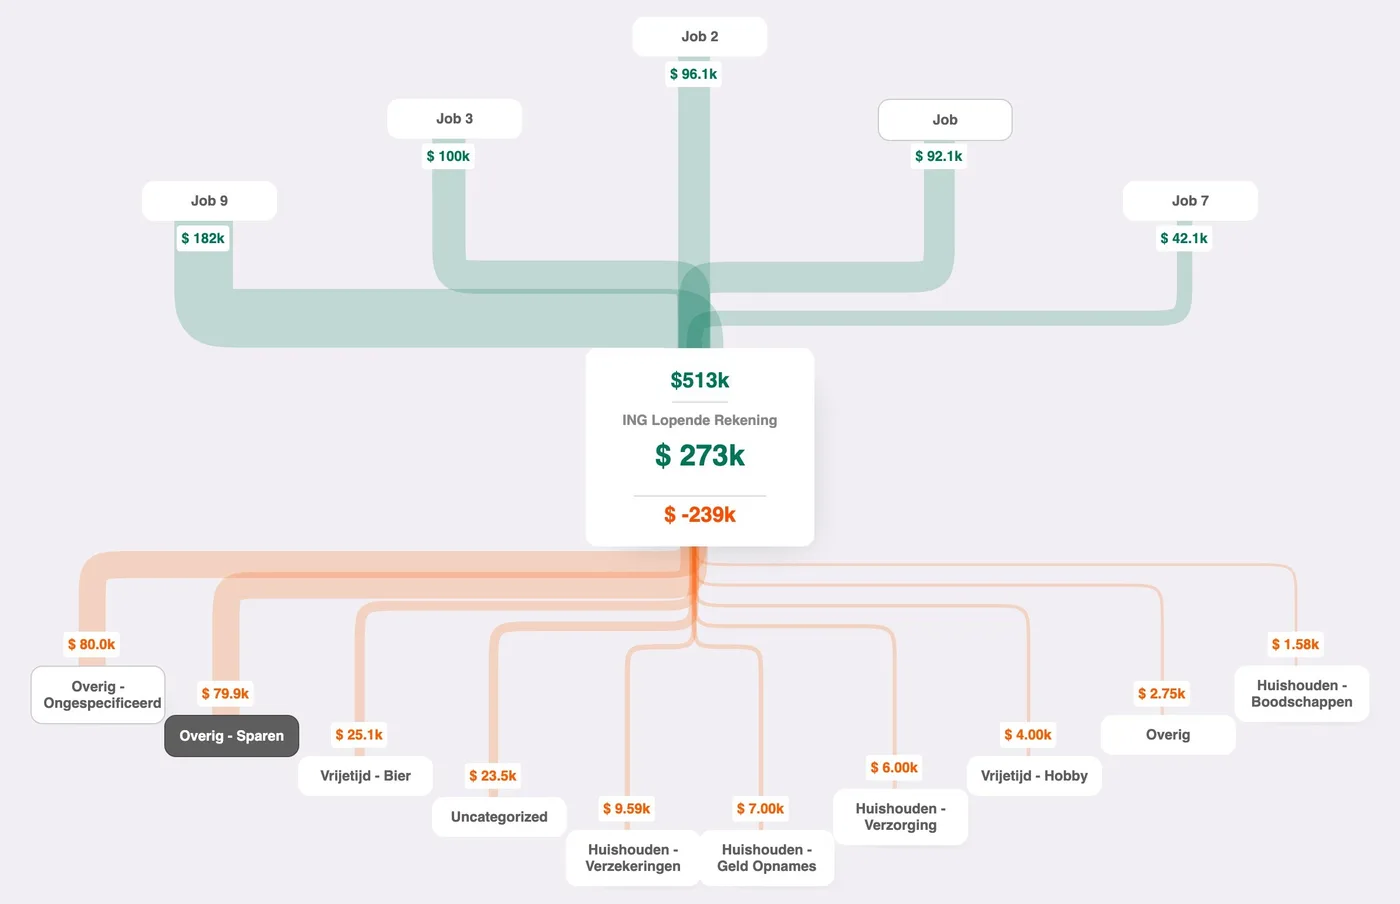 Job 2
$ 96.1k
Job 3
$ 100k
Job
$ 92.1k
Job 9
$ 182k
Job 7
$ 42.1k
$513k
ING Lopende Rekening
$ 273k
$ -239k
$ 80.0k
Overig -
Ongespecificeerd
$ 79.9k
Overig - Sparen
$ 25.1k
Vrijetijd - Bier
$ 23.5k
Uncategorized
$ 9.59k
Huishouden -
Verzekeringen
$ 7.00k
Huishouden -
Geld Opnames
$ 6.00k
Huishouden -
Verzorging
$ 4.00k
Vrijetijd - Hobby
$ 2.75k
Overig
$ 1.58k
Huishouden -
Boodschappen